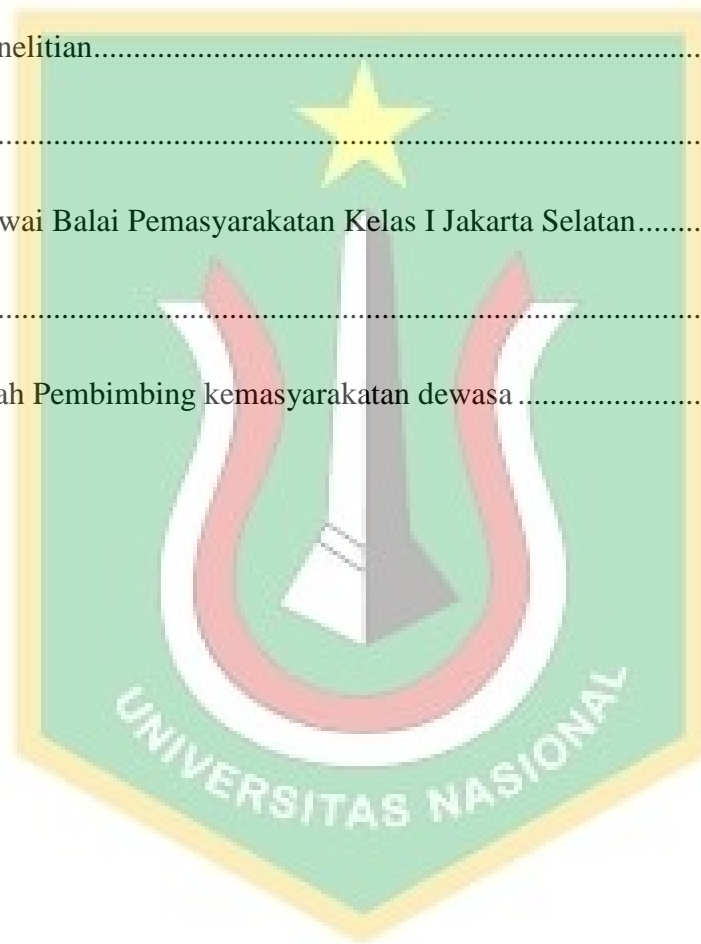 nelitian..........................................................................
.....................................................................................
wai Balai Pemasyarakatan Kelas I Jakarta Selatan........
.....................................................................................
ah Pembimbing kemasyarakatan dewasa ......................
UNIVERSITAS NASIONAL